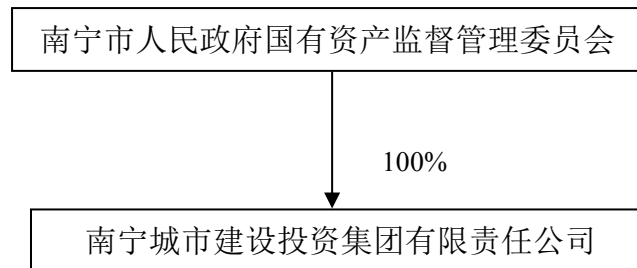 南宁市人民政府国有资产监督管理委员会
100%
南宁城市建设投资集团有限责任公司